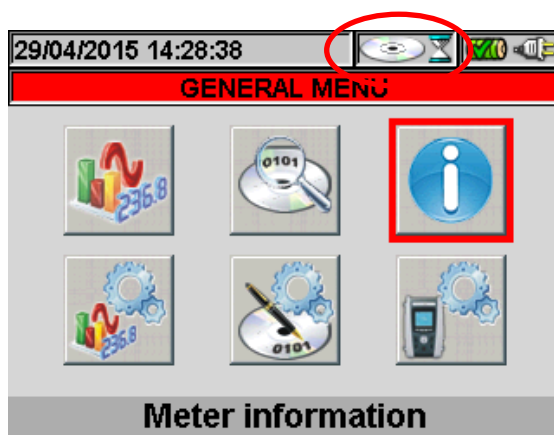 29/04/2015 14:28:38
GENERAL MENU
236.8
0101
236.8
0101
Meter information